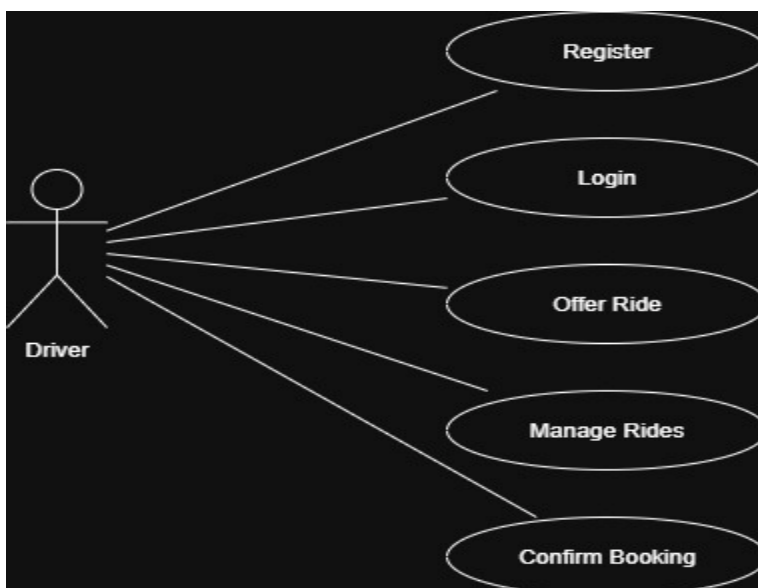 Register
Login
Offer Ride
Driver
Manage Rides
Confirm Booking